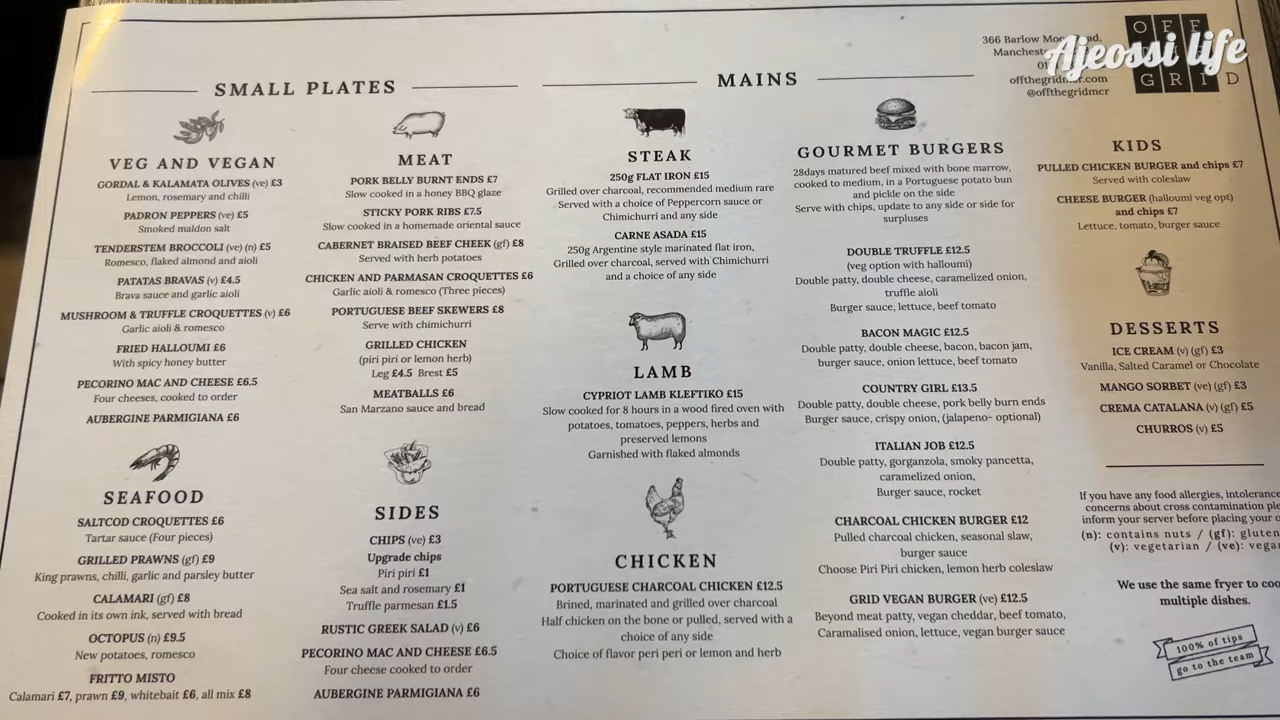 SMALL PLATES
VEG AND VEGAN
GORDAL & KALAMATA OLIVES (ve) £3
Lemon, rosemary and chilli
PADRON PEPPERS (ve) £5
Smoked maldon salt
TENDERSTEM BROCCOLI (ve) (n) £5
Romesco, flaked almond and aioli
PATATAS BRAVAS (v) £4.5
Brava sauce and garlic aioli
MUSHROOM & TRUFFLE CROQUETTES (v) £6
Garlic aioli & romesco
FRIED HALLOUMI £6
With spicy honey butter
PECORINO MAC AND CHEESE £6.5
Four cheeses, cooked to order
AUBERGINE PARMIGIANA £6
SEAFOOD
SALTCOD CROQUETTES £6
Tartar sauce (Four pieces)
GRILLED PRAWNS (gf) £9
King prawns, chilli, garlic and parsley butter
CALAMARI (gf) £8
Cooked in its own ink, served with bread
OCTOPUS (n) £9.5
New potatoes, romesco
FRITTO MISTO
Calamari £7, prawn £9, whitebait £6, all mix £8
MEAT
PORK BELLY BURNT ENDS £7
Slow cooked in a honey BBQ glaze
STICKY PORK RIBS £7.5
Slow cooked in a homemade oriental sauce
CABERNET BRAISED BEEF CHEEK (gf) £8
Served with herb potatoes
CHICKEN AND PARMASAN CROQUETTES £6
Garlic aioli & romesco (Three pieces)
PORTUGUESE BEEF SKEWERS £8
Serve with chimichurri
GRILLED CHICKEN
(piri piri or lemon herb)
Leg £4.5 Brest £5
MEATBALLS £6
San Marzano sauce and bread
SIDES
CHIPS (ve) £3
Upgrade chips
Piri piri £1
Sea salt and rosemary £1
Truffle parmesan £1.5
RUSTIC GREEK SALAD (v) £6
PECORINO MAC AND CHEESE £6.5
Four cheese cooked to order
AUBERGINE PARMIGIANA £6
MAINS
STEAK
250g FLAT IRON £15
Grilled over charcoal, recommended medium rare
Served with a choice of Peppercorn sauce or
Chimichurri and any side
CARNE ASADA £15
250g Argentine style marinated flat iron,
Grilled over charcoal, served with Chimichurri
and a choice of any side
LAMB
CYPRIOT LAMB KLEFTIKO £15
Slow cooked for 8 hours in a wood fired oven with
potatoes, tomatoes, peppers, herbs and
preserved lemons
Garnished with flaked almonds
CHICKEN
PORTUGUESE CHARCOAL CHICKEN £12.5
Brined, marinated and grilled over charcoal
Half chicken on the bone or pulled, served with a
choice of any side
Choice of flavor peri peri or lemon and herb
GOURMET BURGERS
28days matured beef mixed with bone marrow,
cooked to medium, in a Portuguese potato bun
and pickle on the side
Serve with chips, update to any side or side for
surpluses
DOUBLE TRUFFLE £12.5
(veg option with halloumi)
Double patty, double cheese, caramelized onion,
truffle aioli
Burger sauce, lettuce, beef tomato
BACON MAGIC £12.5
Double patty, double cheese, bacon, bacon jam,
burger sauce, onion lettuce, beef tomato
COUNTRY GIRL £13.5
Double patty, double cheese, pork belly burn ends
Burger sauce, crispy onion, (jalapeno- optional)
ITALIAN JOB £12.5
Double patty, gorganzola, smoky pancetta,
caramelized onion,
Burger sauce, rocket
CHARCOAL CHICKEN BURGER £12
Pulled charcoal chicken, seasonal slaw,
burger sauce
Choose Piri Piri chicken, lemon herb coleslaw
GRID VEGAN BURGER (ve) £12.5
Beyond meat patty, vegan cheddar, beef tomato,
Caramalised onion, lettuce, vegan burger sauce
366 Barlow
offthegridmcr.com
@offthegridmcr
OFF
GRID
Ajeossi life
KIDS
PULLED CHICKEN BURGER and chips £7
Served with coleslaw
CHEESE BURGER (halloumi veg opt)
and chips £7
Lettuce, tomato, burger sauce
DESSERTS
ICE CREAM (v) (gf) £3
Vanilla, Salted Caramel or Chocolate
MANGO SORBET (ve) (gf) £3
CREMA CATALANA (v) (gf) £5
CHURROS (v) £5
If you have any food allergies,
concerns about cross contamination
inform your server before placing your
(n): contains nuts / (gf): gluten
(v): vegetarian / (ve):
We use the same fryer to
multiple dishes.
100% of tips
go to the team